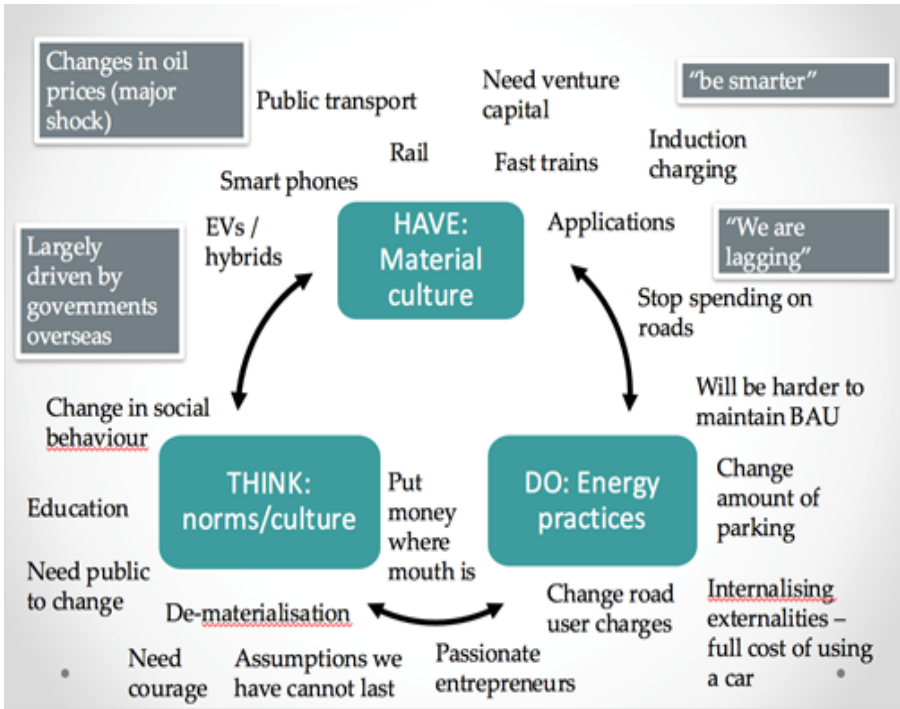 Changes in oil
prices (major
shock)
Public transport
Need venture
capital
“be smarter”
Rail
Fast trains
Induction
charging
Smart phones
EVs /
hybrids
HAVE:
Material
culture
Applications
“We are
lagging”
Largely
driven by
governments
overseas
Stop spending on
roads
Will be harder to
maintain BAU
Change in social
behaviour
THINK:
norms/culture
Put
money
where
mouth is
DO: Energy
practices
Change
amount of
parking
Education
Need public
to change
De-materialisation
Change road
user charges
Internalising
externalities –
full cost of using
a car
Need
courage
Assumptions we
have cannot last
Passionate
entrepreneurs